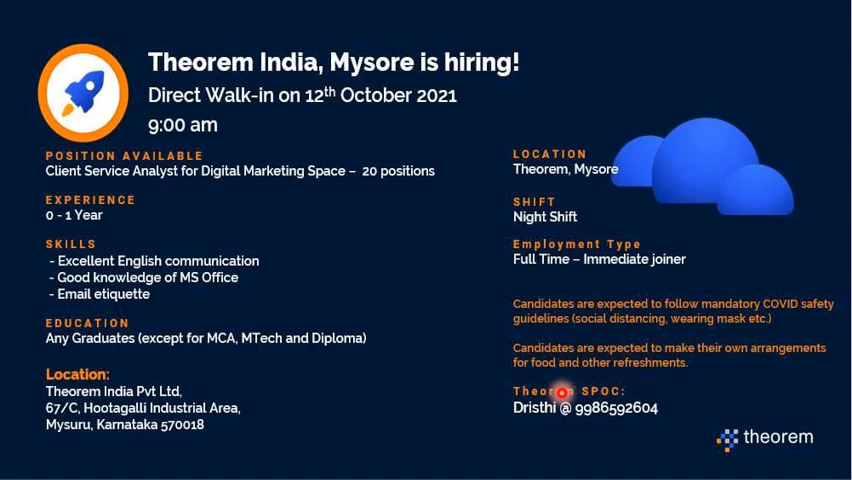 Theorem India, Mysore is hiring!
Direct Walk-in on 12th October 2021
9:00 am
POSITION AVAILABLE
Client Service Analyst for Digital Marketing Space – 20 positions
EXPERIENCE
0 - 1 Year
SKILLS
- Excellent English communication
- Good knowledge of MS Office
- Email etiquette
EDUCATION
Any Graduates (except for MCA, MTech and Diploma)
Location:
Theorem India Pvt Ltd,
67/C, Hootagalli Industrial Area,
Mysuru, Karnataka 570018
LOCATION
Theorem, Mysore
SHIFT
Night Shift
Employment Type
Full Time – Immediate joiner
Candidates are expected to follow mandatory COVID safety
guidelines (social distancing, wearing mask etc.)
Candidates are expected to make their own arrangements
for food and other refreshments.
Theorem SPOC:
Dristhi @ 9986592604
theorem